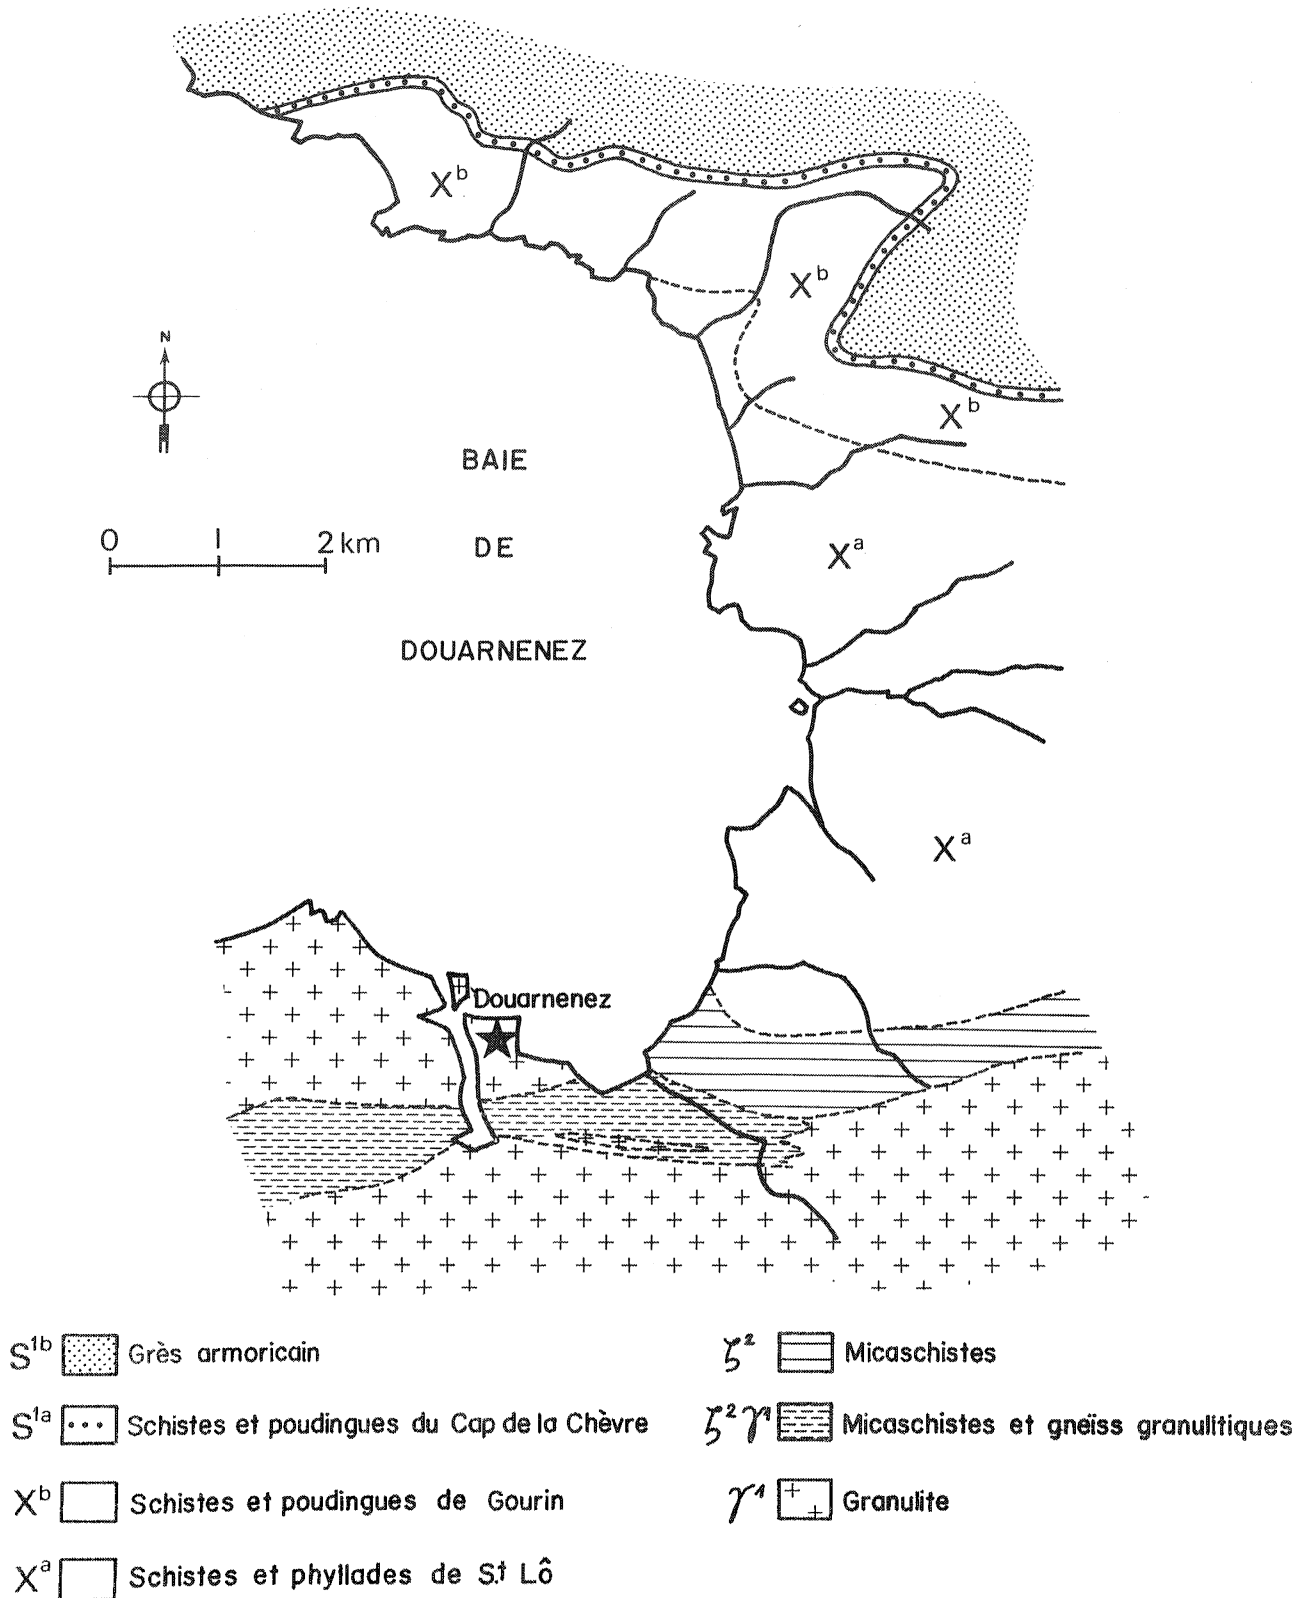 Xᵇ
Xᵇ
N
Xᵇ
BAIE
0 1 2 km
DE
Xᵃ
DOUARNENEZ
Xᵃ
Douarnenez
S¹ᵇ Grès armoricain
S¹ᵃ Schistes et poudingues du Cap de la Chèvre
Xᵇ Schistes et poudingues de Gourin
Xᵃ Schistes et phyllades de S.t Lô
ζ² Micaschistes
ζ²γ¹ Micaschistes et gneïss granulitiques
γ¹ Granulite